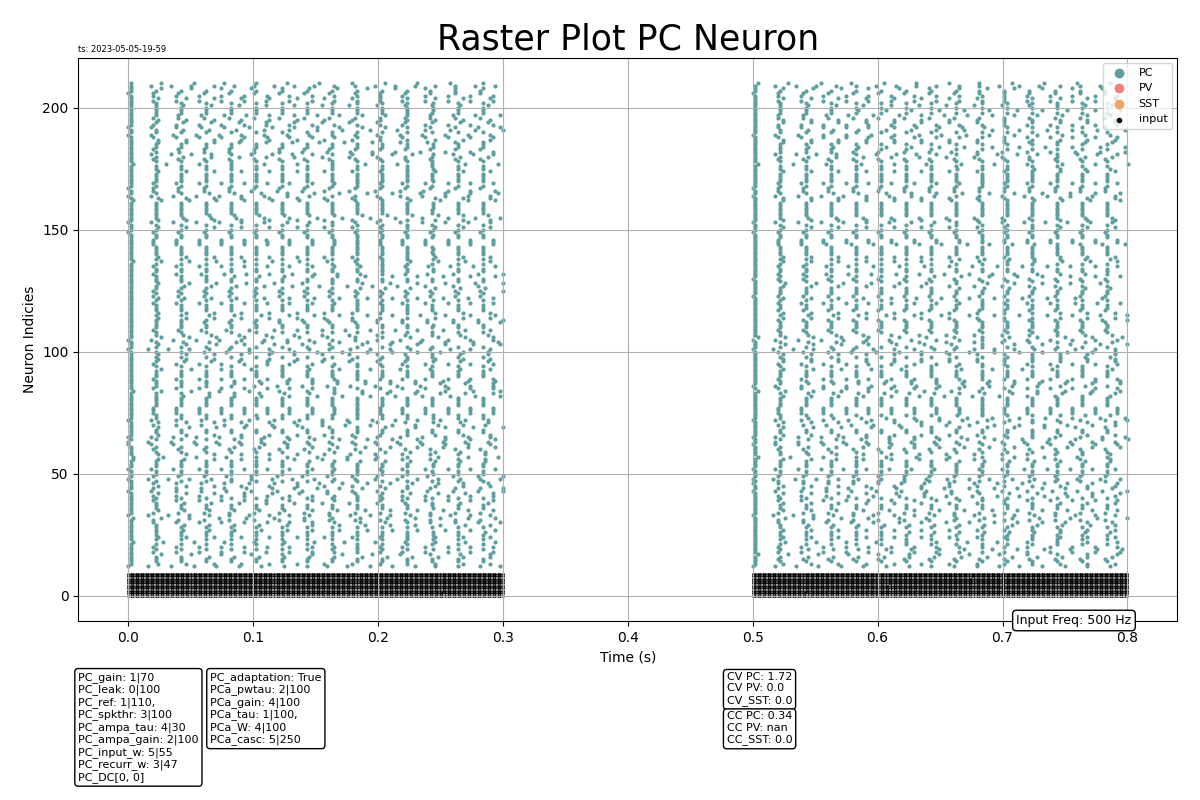 Raster Plot PC Neuron
ts: 2023-05-05-19-59
PC
PV
SST
input
Neuron Indicies
200
150
100
50
0
0.0 0.1 0.2 0.3 0.4 0.5 0.6 0.7 0.8
Input Freq: 500 Hz
Time (s)
PC_gain: 1|70
PC_leak: 0|100
PC_ref: 1|110,
PC_spkthr: 3|100
PC_ampa_tau: 4|30
PC_ampa_gain: 2|100
PC_input_w: 5|55
PC_recurr_w: 3|47
PC_DC[0, 0]
PC_adaptation: True
PCa_pwtau: 2|100
PCa_gain: 4|100
PCa_tau: 1|100,
PCa_W: 4|100
PCa_casc: 5|250
CV PC: 1.72
CV PV: 0.0
CV_SST: 0.0
CC PC: 0.34
CC PV: nan
CC_SST: 0.0